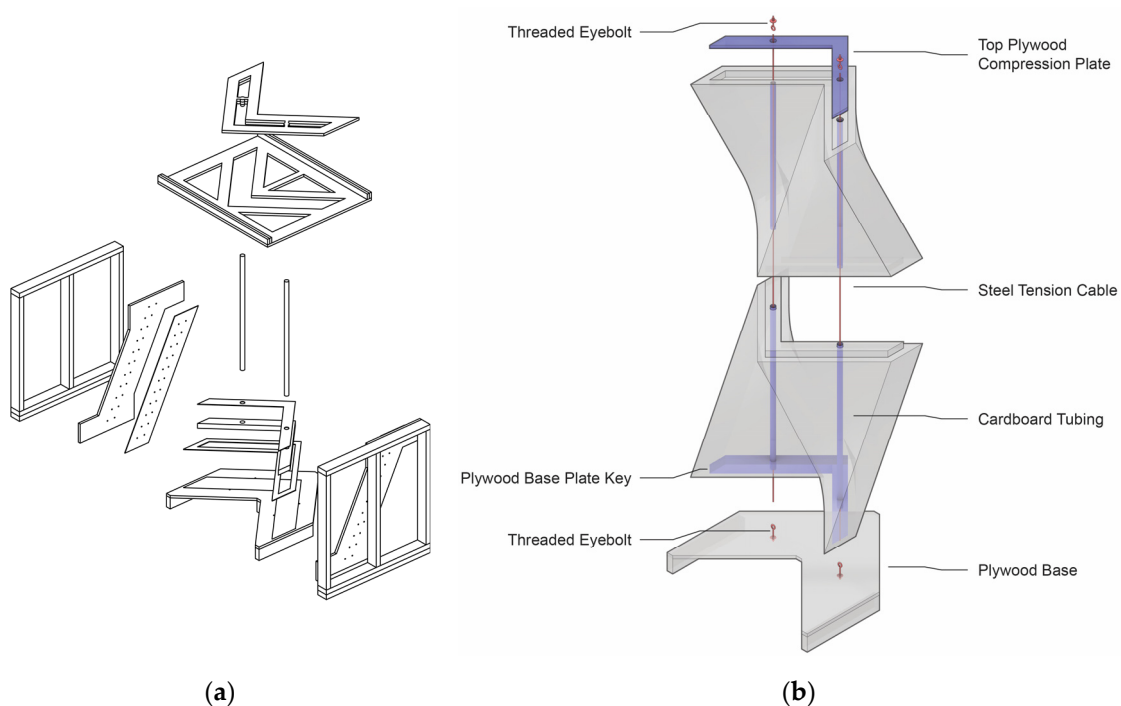 Threaded Eyebolt
Top Plywood
Compression Plate
Steel Tension Cable
Cardboard Tubing
Plywood Base Plate Key
Threaded Eyebolt
Plywood Base
(a)
(b)